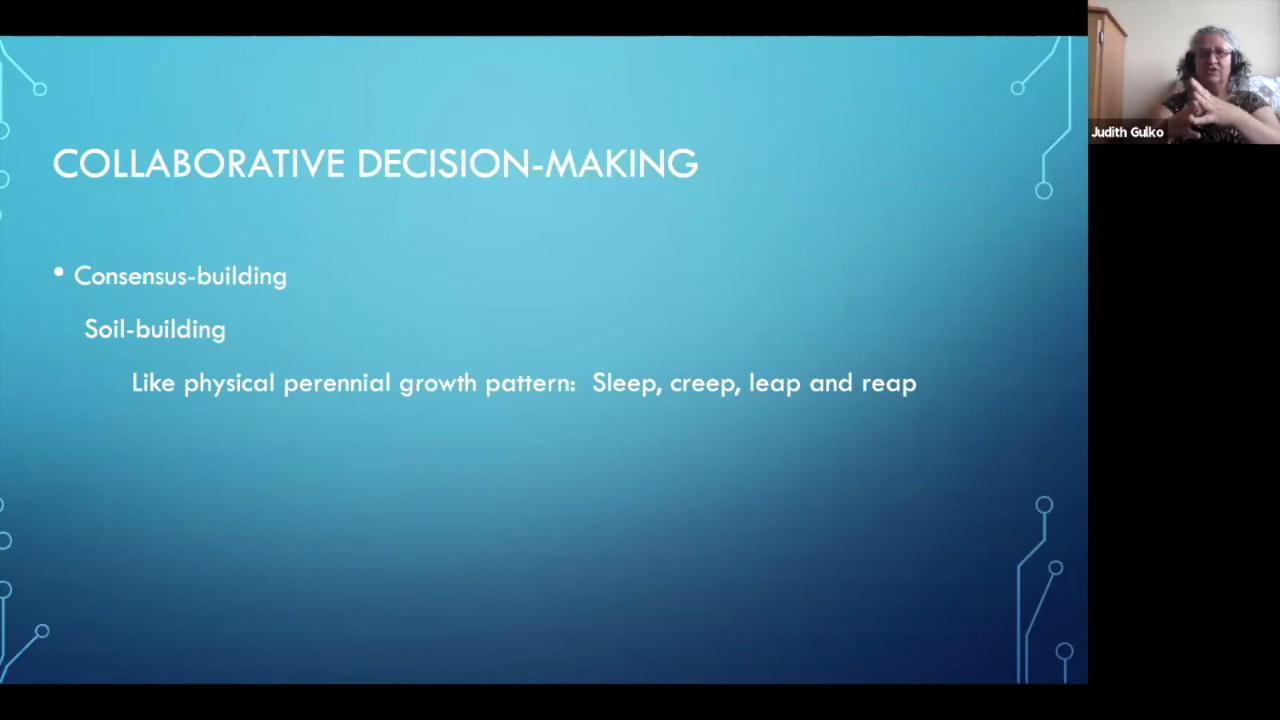 COLLABORATIVE DECISION-MAKING
• Consensus-building
Soil-building
Like physical perennial growth pattern: Sleep, creep, leap and reap
Judith Gulko